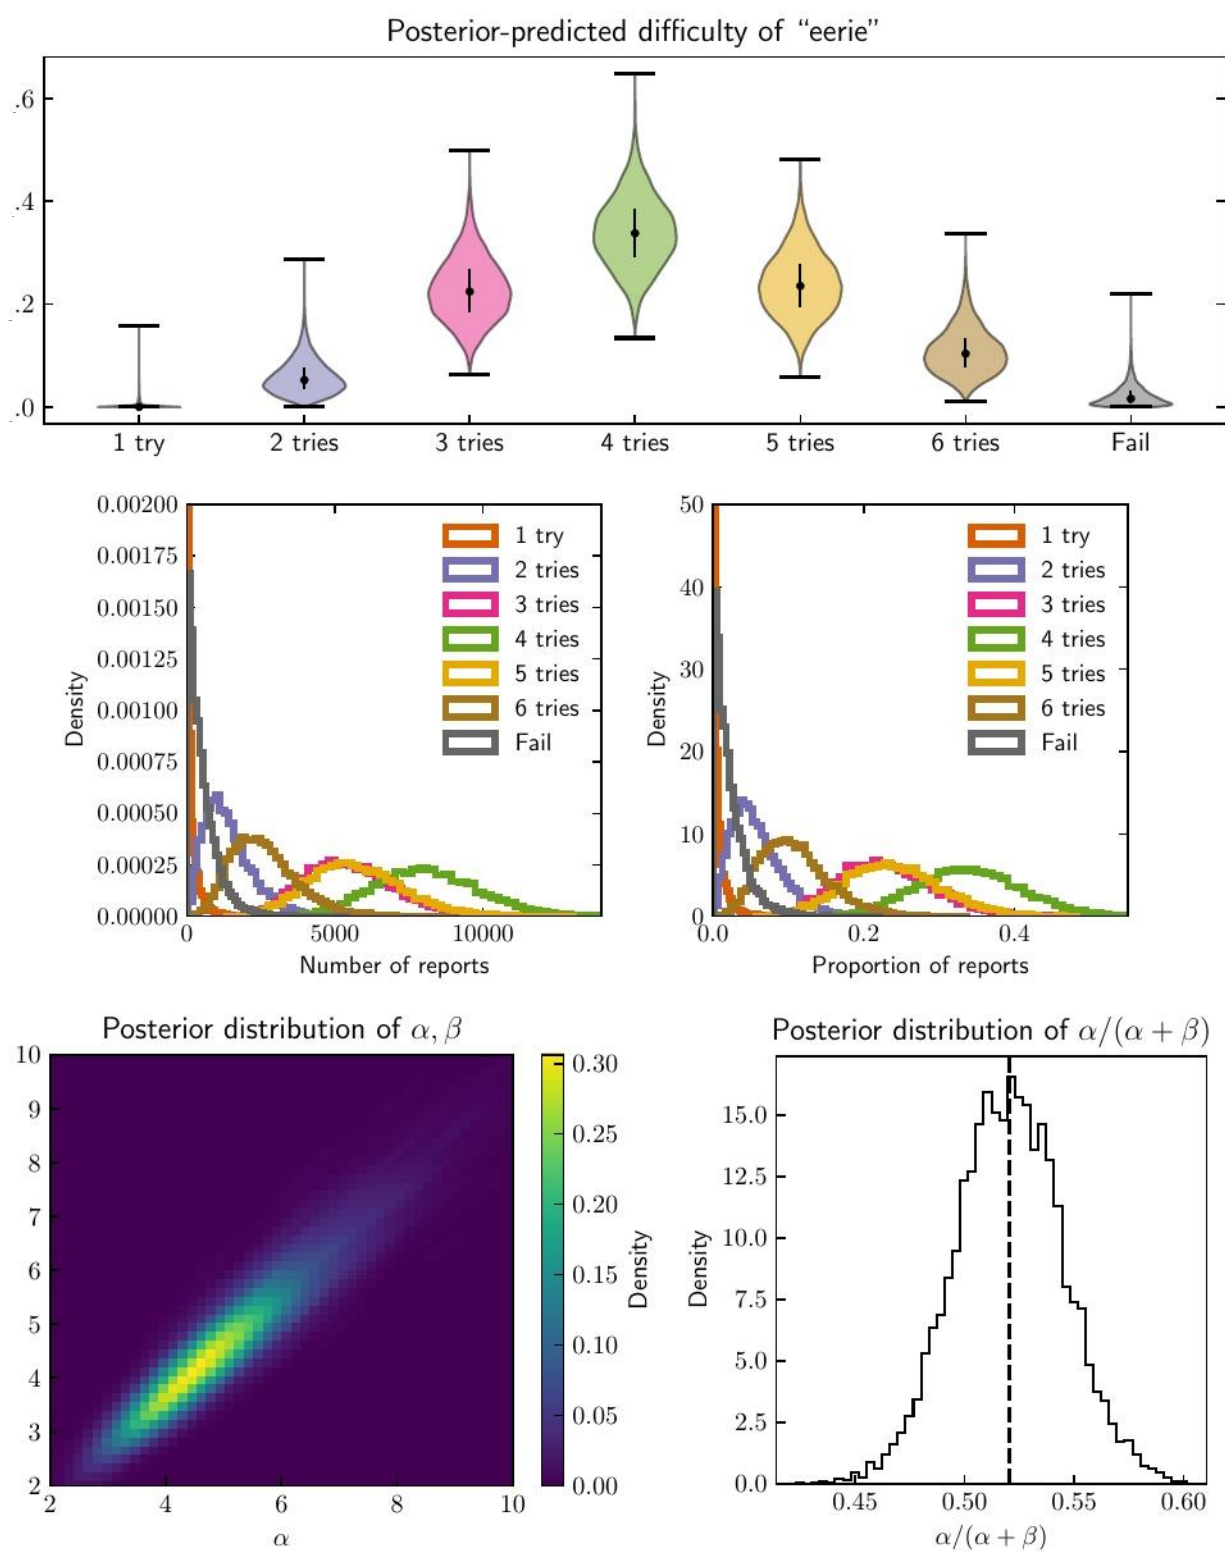 Posterior-predicted difficulty of “eerie”
.6
.4
.2
.0
1 try 2 tries 3 tries 4 tries 5 tries 6 tries Fail
0.00200
0.00175
0.00150
0.00125
0.00100
0.00075
0.00050
0.00025
0.00000
Density
0 5000 10000
Number of reports
1 try
2 tries
3 tries
4 tries
5 tries
6 tries
Fail
50
40
30
20
10
0
Density
0.0 0.2 0.4
Proportion of reports
1 try
2 tries
3 tries
4 tries
5 tries
6 tries
Fail
Posterior distribution of α, β
10
9
8
7
6
5
4
3
2
2 4 6 8 10
α
0.30
0.25
0.20
0.15
0.10
0.05
0.00
Density
Posterior distribution of α/(α + β)
15.0
12.5
10.0
7.5
5.0
2.5
0.0
Density
0.45 0.50 0.55 0.60
α/(α + β)